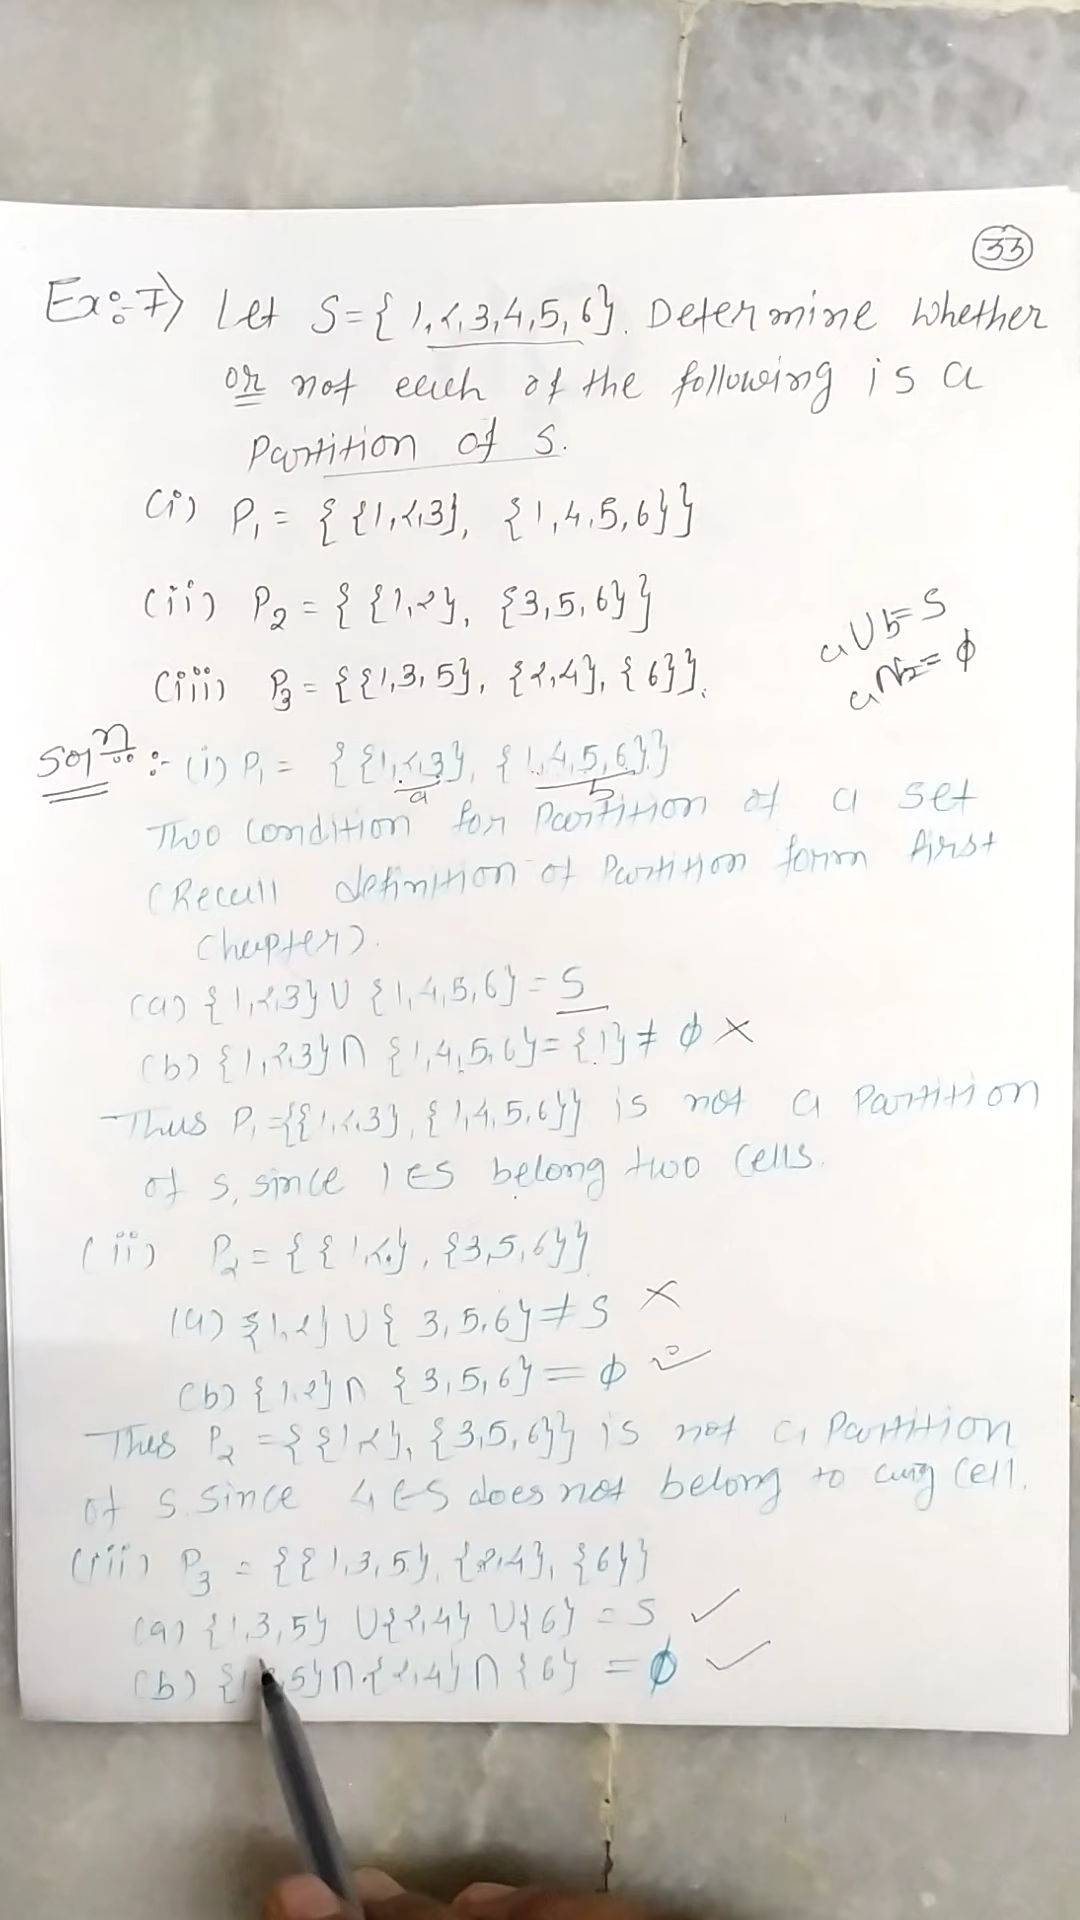 33
Ex:-7) Let S={1,2,3,4,5,6}. Determine whether
or not each of the following is a
Partition of S.
(i) P₁ = {{1,2,3}, {1,4,5,6}}
(ii) P₂ = {{1,2}, {3,5,6}}
a∪b=S
(iii) P₃ = {{1,3,5}, {2,4}, {6}}.
= φ
Solⁿ :- (i) P₁ = {{1,2,3}, {1,4,5,6}}
a b
Two condition for Partition of a set
(Recall definition of Partition form first
chapter).
(a) {1,2,3} ∪ {1,4,5,6} = S
(b) {1,2,3} ∩ {1,4,5,6} = {1} ≠ φ ×
Thus P₁ = {{1,2,3}, {1,4,5,6}} is not a Partition
of S, since 1∈S belong two cells.
(ii) P₂ = {{1,2}, {3,5,6}}
(a) {1,2} ∪ {3,5,6} ≠ S ×
(b) {1,2} ∩ {3,5,6} = φ
Thus P₂ = {{1,2}, {3,5,6}} is not a Partition
of S. since 4∈S does not belong to any cell.
(iii) P₃ = {{1,3,5}, {2,4}, {6}}
(a) {1,3,5} ∪ {2,4} ∪ {6} = S ✓
(b) {1,3,5} ∩ {2,4} ∩ {6} = φ ✓